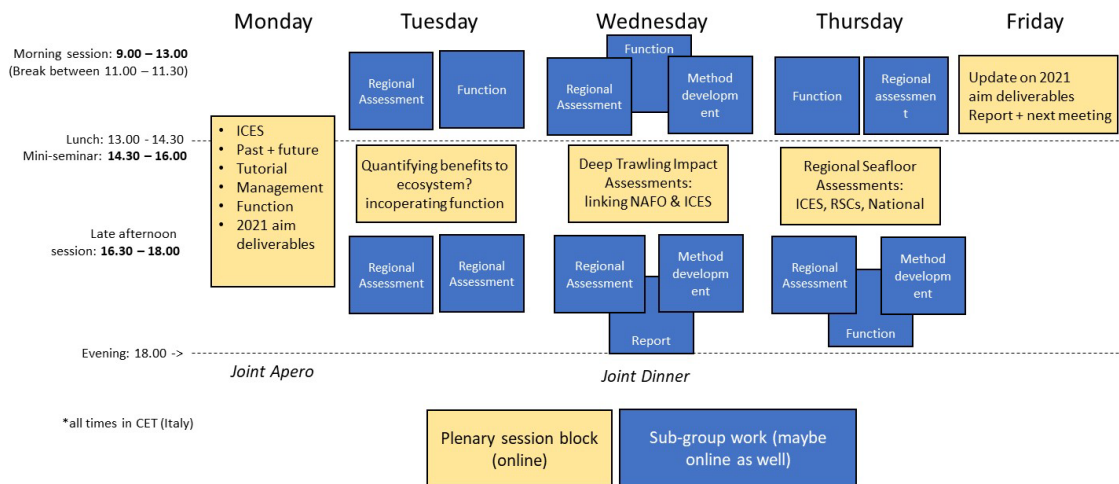 Monday
Tuesday
Wednesday
Thursday
Friday
Morning session: 9.00 – 13.00
(Break between 11.00 – 11.30)
Regional
Assessment
Function
Function
Regional
Assessment
Method
developm
ent
Function
Regional
assessmen
t
Update on 2021
aim deliverables
Report + next meeting
Lunch: 13.00 - 14.30
Mini-seminar: 14.30 – 16.00
• ICES
• Past + future
• Tutorial
• Management
• Function
• 2021 aim
deliverables
Quantifying benefits to
ecosystem?
incoperating function
Deep Trawling Impact
Assessments:
linking NAFO & ICES
Regional Seafloor
Assessments:
ICES, RSCs, National
Late afternoon
session: 16.30 – 18.00
Regional
Assessment
Regional
Assessment
Regional
Assessment
Method
developm
ent
Report
Regional
Assessment
Method
developm
ent
Function
Evening: 18.00 ->
Joint Apero
Joint Dinner
*all times in CET (Italy)
Plenary session block
(online)
Sub-group work (maybe
online as well)